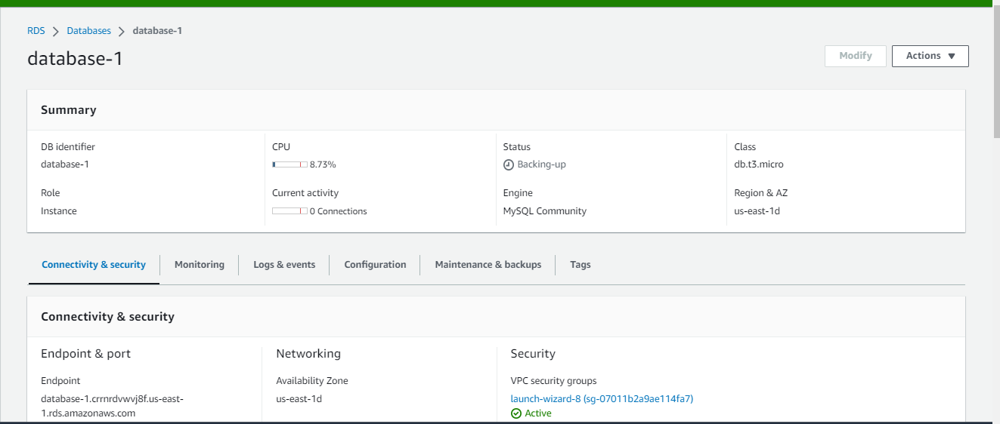 RDS > Databases > database-1
database-1
Modify
Actions ▼
Summary
DB identifier
database-1
CPU
8.73%
Status
Backing-up
Class
db.t3.micro
Role
Instance
Current activity
0 Connections
Engine
MySQL Community
Region & AZ
us-east-1d
Connectivity & security
Monitoring
Logs & events
Configuration
Maintenance & backups
Tags
Connectivity & security
Endpoint & port
Endpoint
database-1.crrnrdvwvj8f.us-east-
1.rds.amazonaws.com
Networking
Availability Zone
us-east-1d
Security
VPC security groups
launch-wizard-8 (sg-07011b2a9ae114fa7)
Active